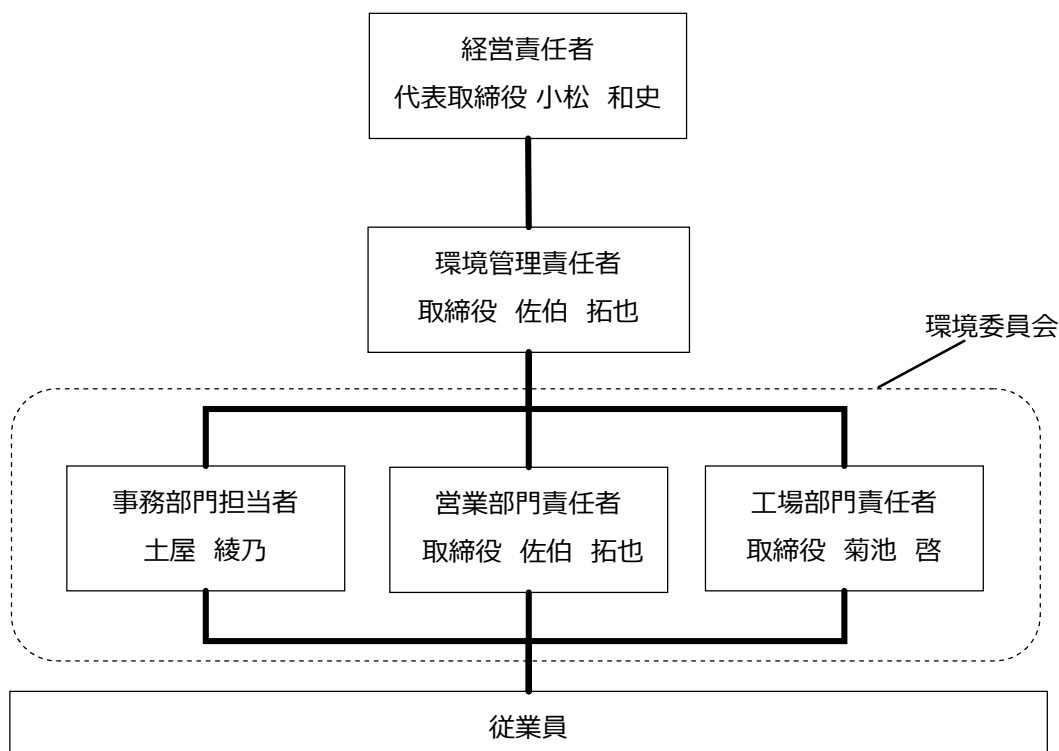 経営責任者
代表取締役 小松 和史
環境管理責任者
取締役 佐伯 拓也
環境委員会
事務部門担当者
土屋 綾乃
営業部門責任者
取締役 佐伯 拓也
工場部門責任者
取締役 菊池 啓
従業員